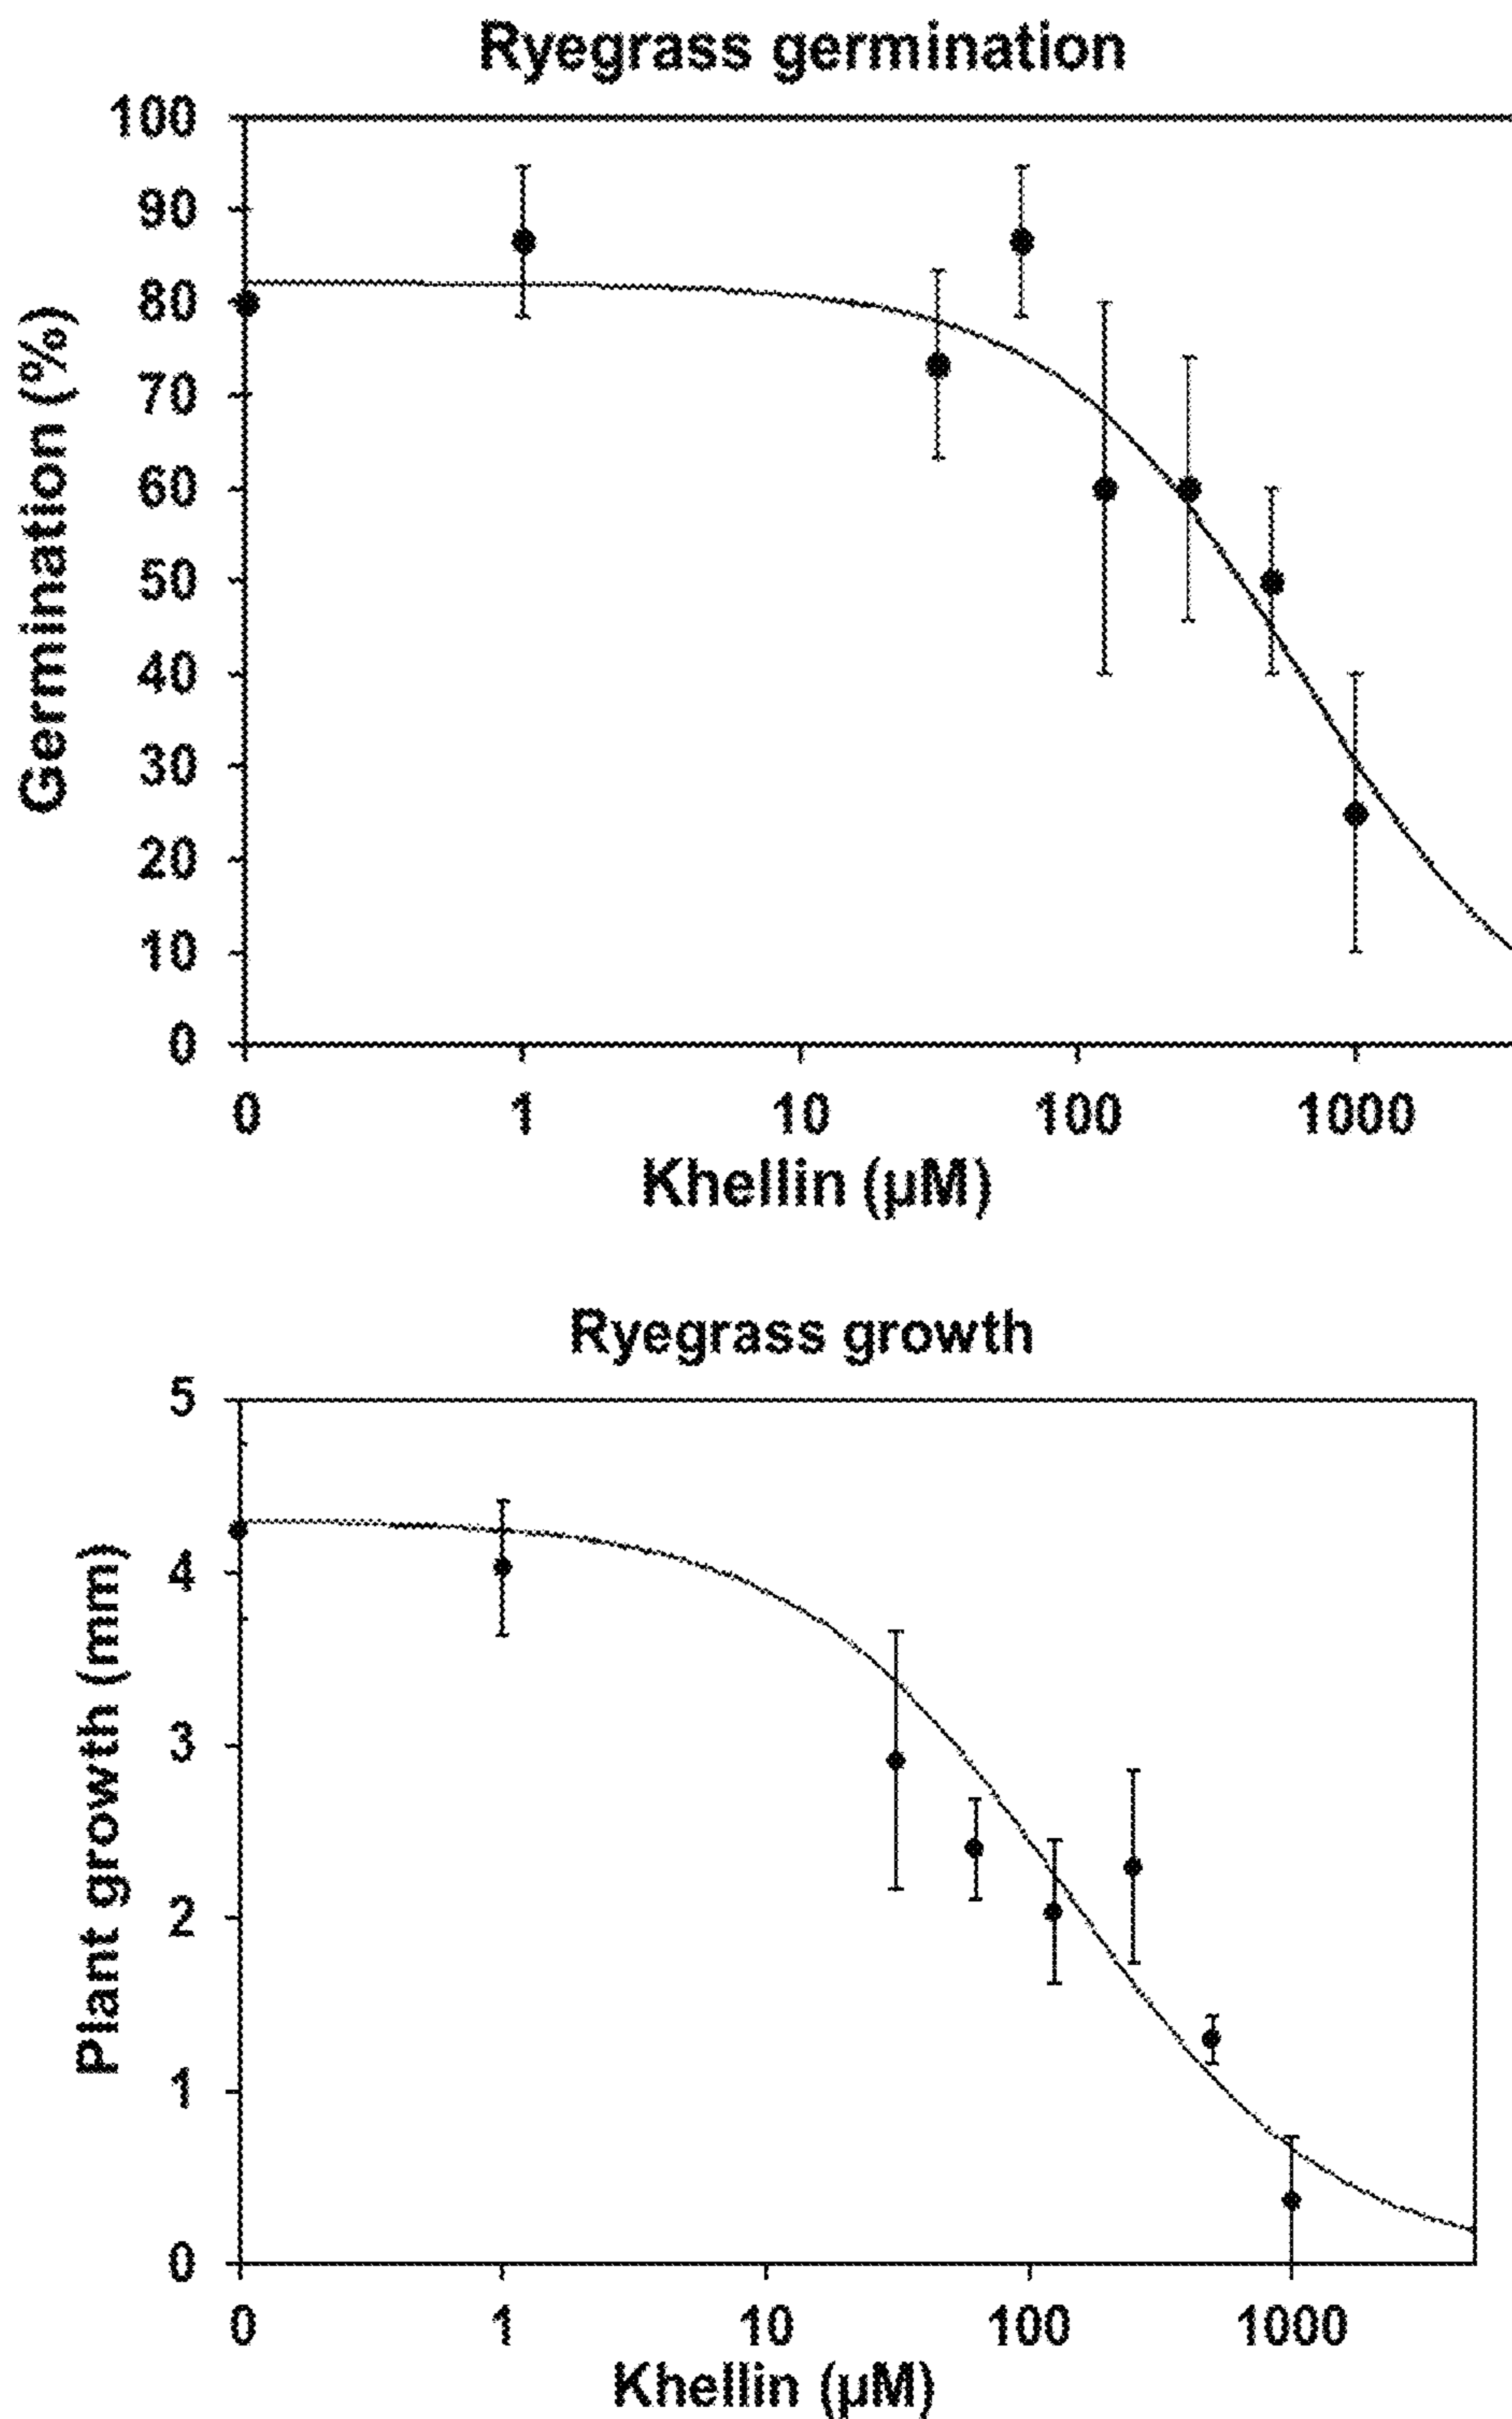 Ryegrass germination
Germination (%)
100
90
80
70
60
50
40
30
20
10
0
0 1 10 100 1000
Khellin (µM)
Ryegrass growth
Plant growth (mm)
5
4
3
2
1
0
0 1 10 100 1000
Khellin (µM)